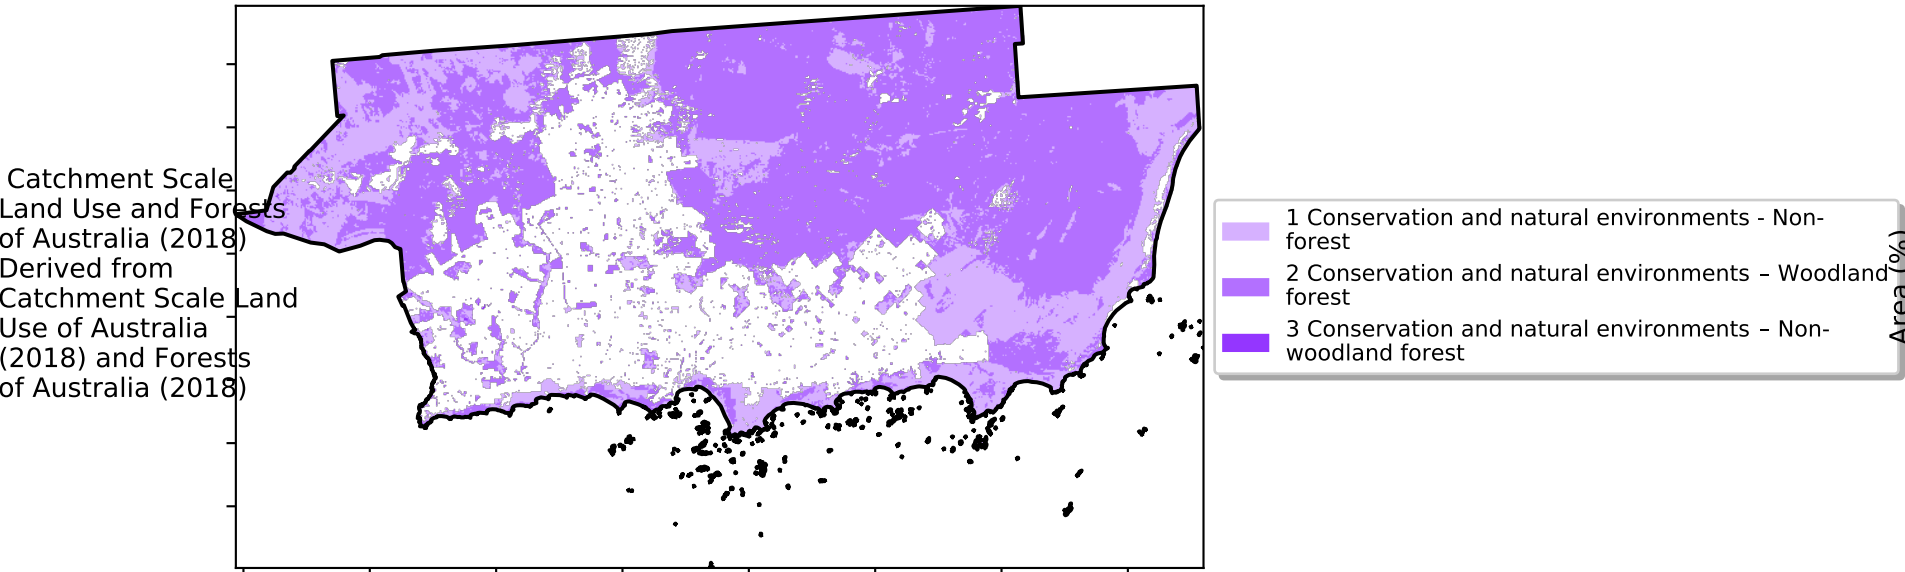 Catchment Scale
Land Use and Forests
of Australia (2018)
Derived from
Catchment Scale Land
Use of Australia
(2018) and Forests
of Australia (2018)
1 Conservation and natural environments - Non-
forest
2 Conservation and natural environments – Woodland
forest
3 Conservation and natural environments – Non-
woodland forest
Area (%)